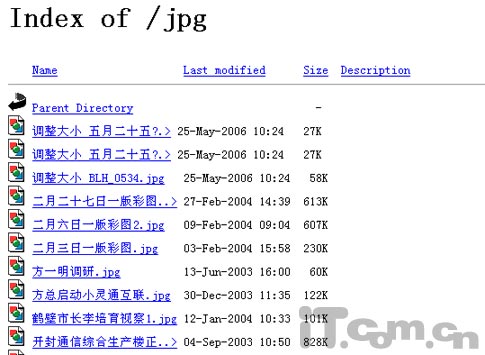 Index of /jpg
Name Last modified Size Description
Parent Directory -
调整大小 五月二十五?.> 25-May-2006 10:24 27K
调整大小 五月二十五?.> 25-May-2006 10:24 27K
调整大小 BLH_0534.jpg 25-May-2006 10:24 58K
二月二十七日一版彩图..> 27-Feb-2004 14:39 613K
二月六日一版彩图2.jpg 09-Feb-2004 09:04 607K
二月三日一版彩图.jpg 03-Feb-2004 15:58 230K
方一明调研.jpg 13-Jun-2003 16:00 60K
方总启动小灵通互联.jpg 30-Dec-2003 11:35 122K
鹤壁市长李培育视察1.jpg 12-Jan-2004 10:33 101K
开封通信综合生产楼正..> 04-Sep-2003 10:50 828K
iT.com.cn